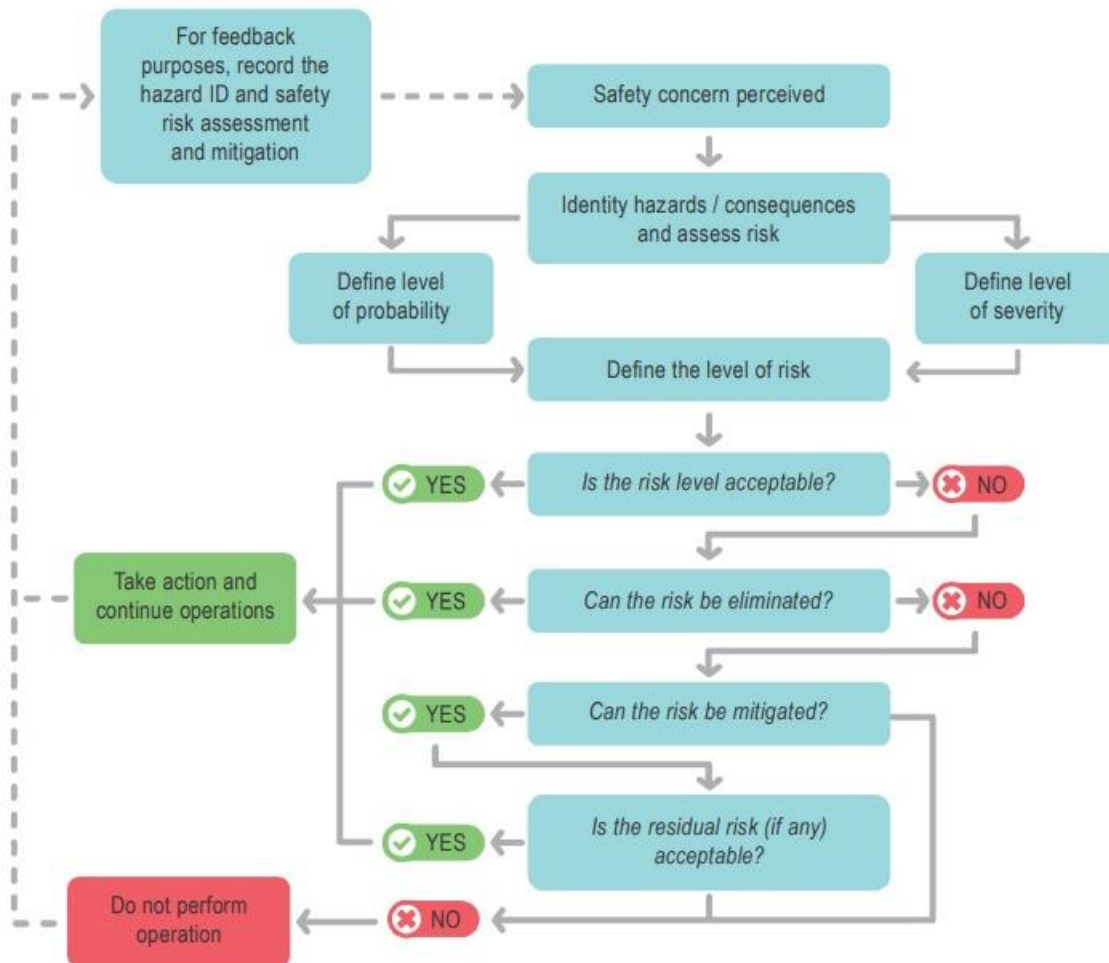 For feedback
purposes, record the
hazard ID and safety
risk assessment
and mitigation
Safety concern perceived
Identity hazards / consequences
and assess risk
Define level
of probability
Define level
of severity
Define the level of risk
YES
Is the risk level acceptable?
NO
Take action and
continue operations
YES
Can the risk be eliminated?
NO
YES
Can the risk be mitigated?
YES
Is the residual risk (if any)
acceptable?
Do not perform
operation
NO